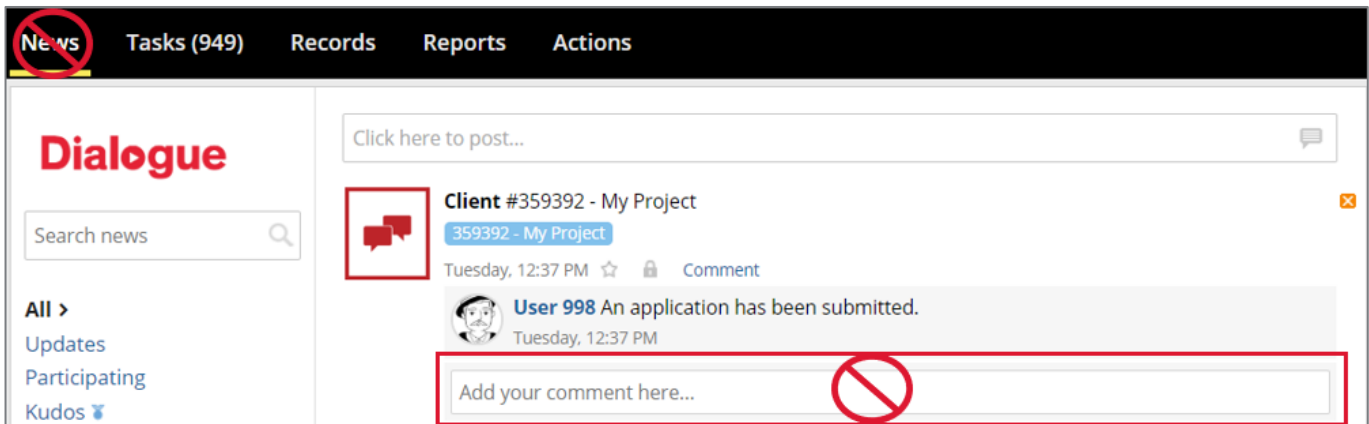 News Tasks (949) Records Reports Actions
Dialogue
Search news
All >
Updates
Participating
Kudos
Click here to post...
Client #359392 - My Project
359392 - My Project
Tuesday, 12:37 PM Comment
User 998 An application has been submitted.
Tuesday, 12:37 PM
Add your comment here...